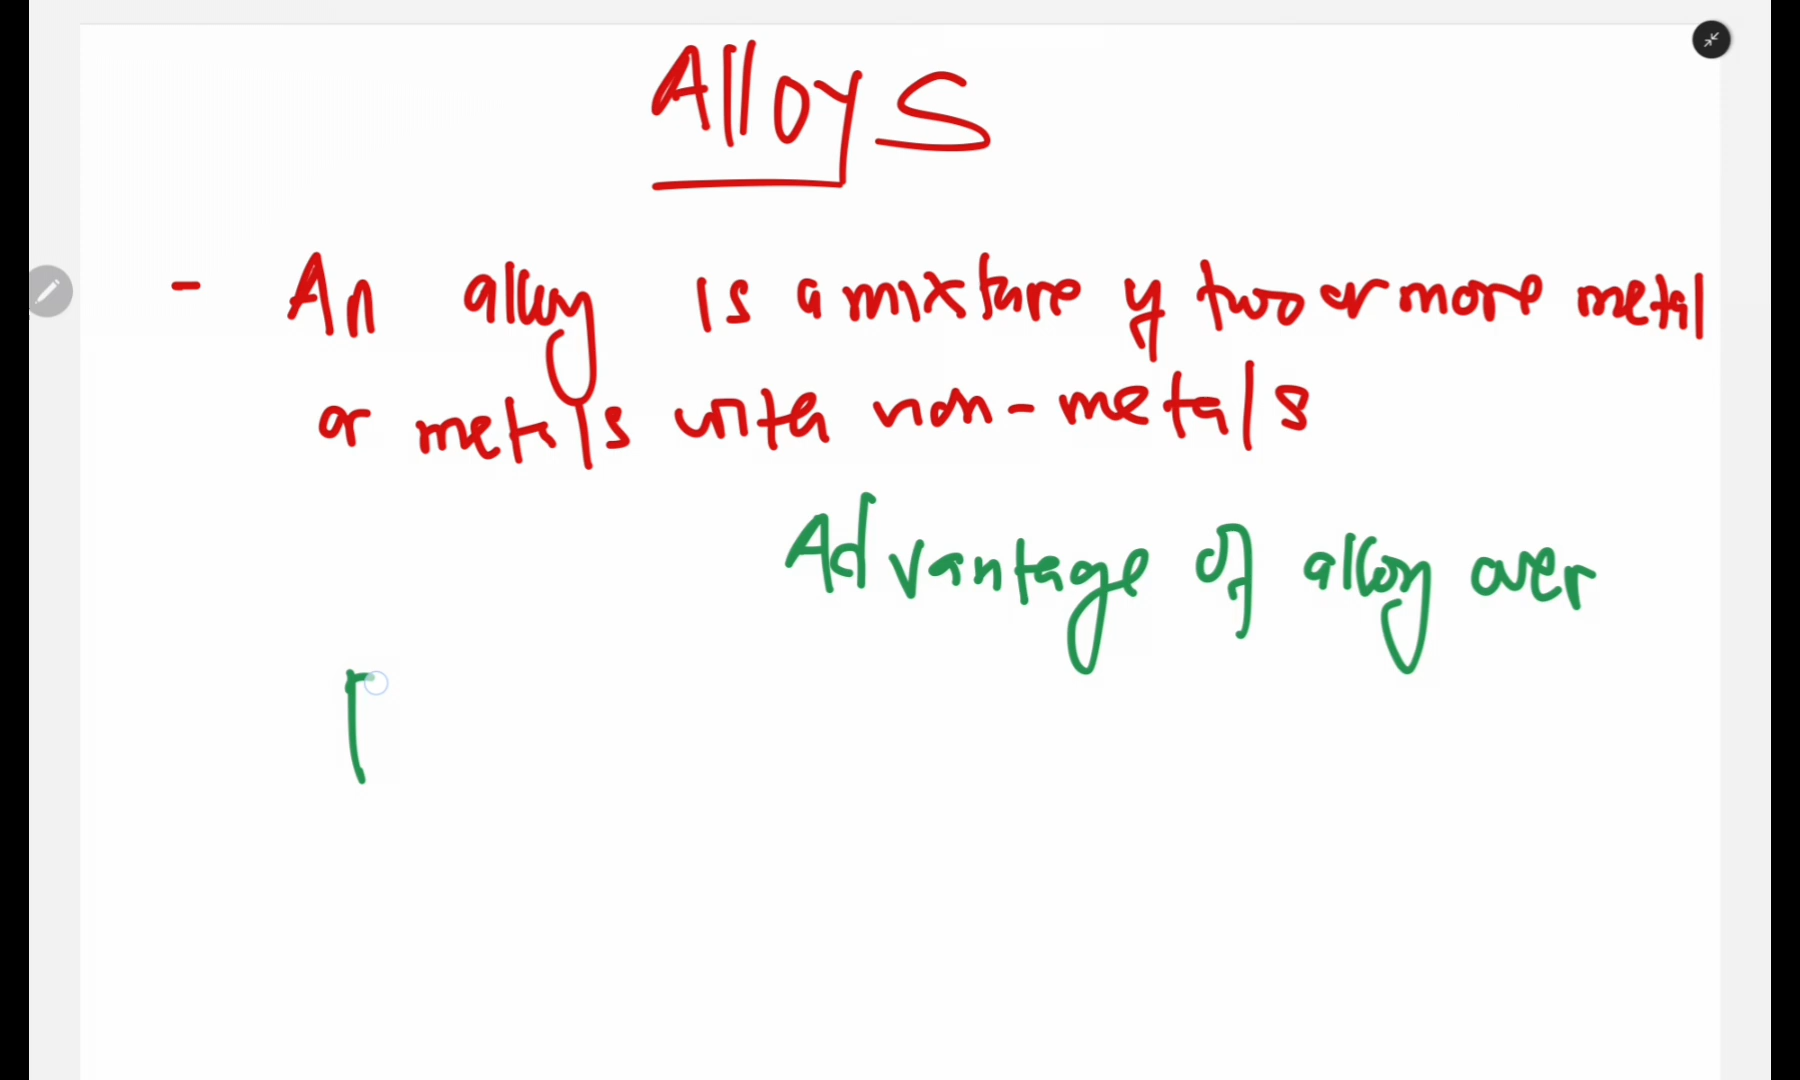 Alloys
- An alloy is a mixture of two or more metal
or metals with non-metals
Advantage of alloy over